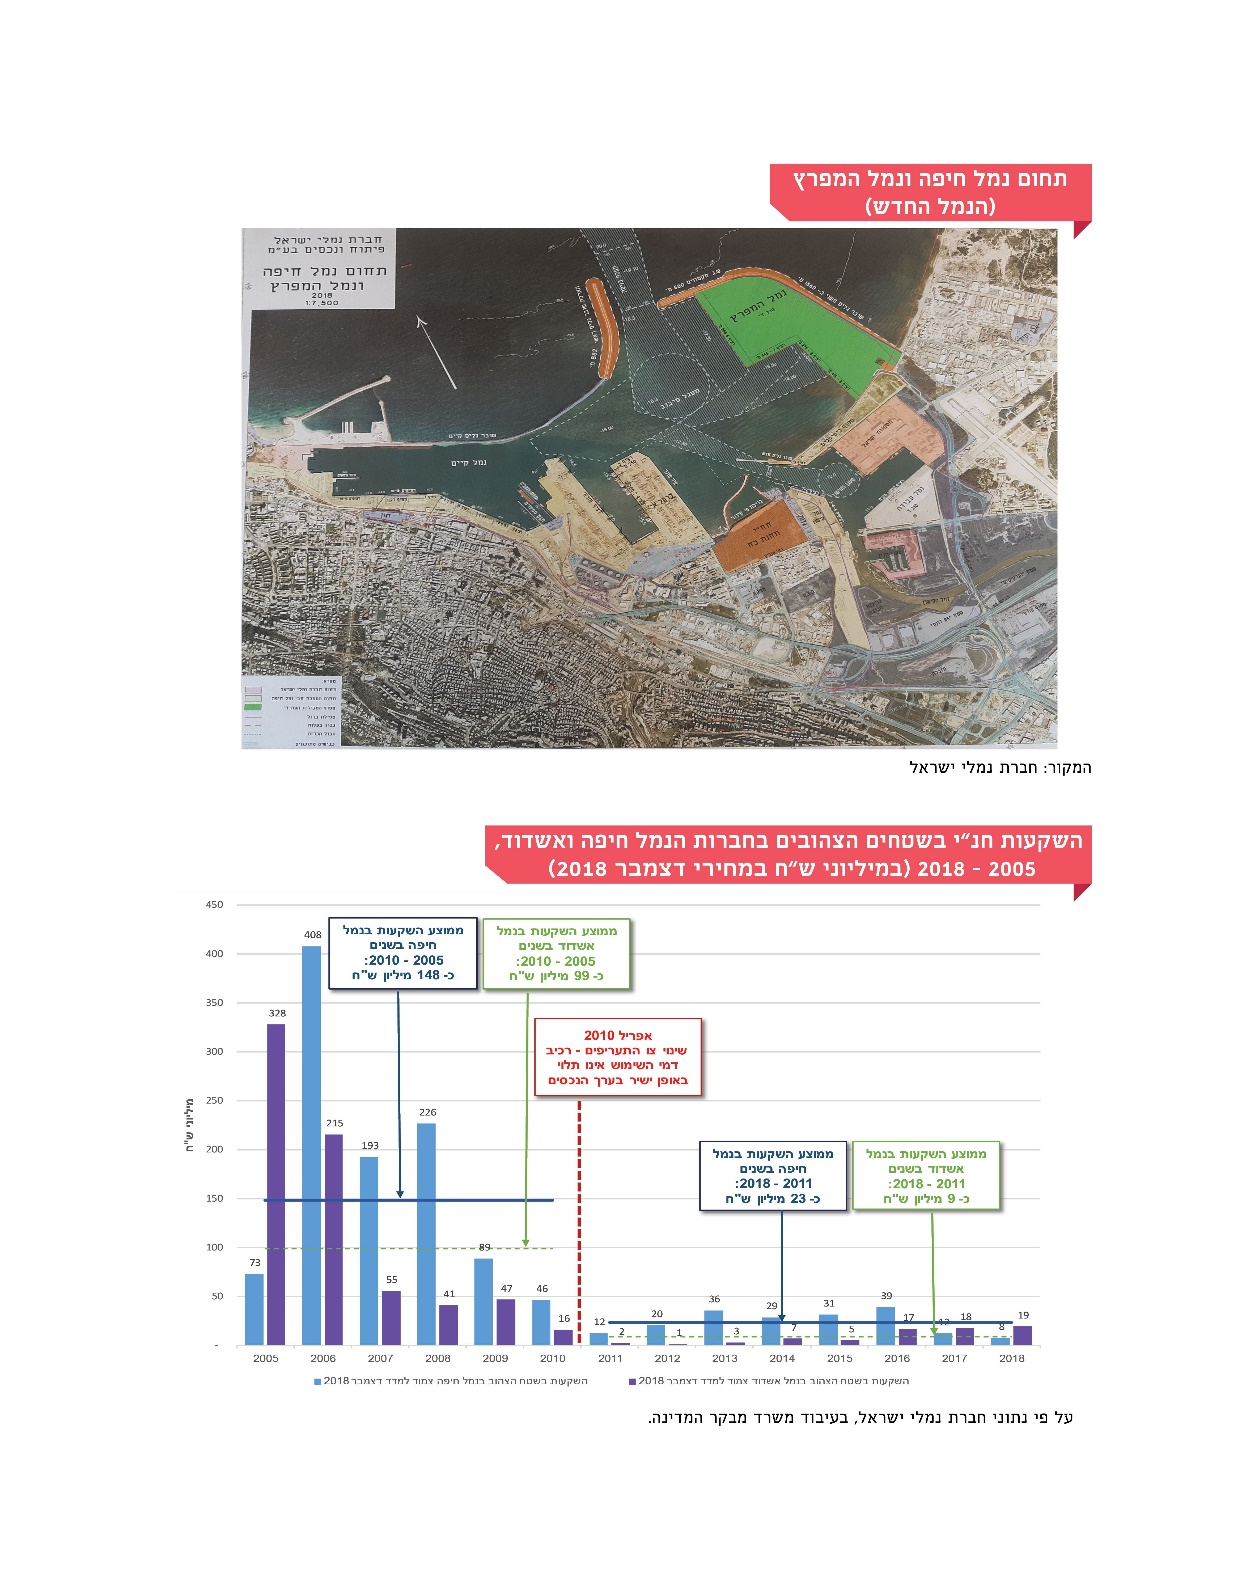 תחום נמל חיפה ונמל המפרץ
(הנמל החדש)
חברת נמלי ישראל
פיתוח ונכסים בע"מ
תחום נמל חיפה
ונמל המפרץ
2018
1:7,500
נמל המפרץ
נמל קיים
המקור: חברת נמלי ישראל
השקעות חנ"י בשטחים הצהובים בחברות הנמל חיפה ואשדוד,
2005 - 2018 (במיליוני ש"ח במחירי דצמבר 2018)
מיליוני ש"ח
450
400
350
300
250
200
150
100
50
-
ממוצע השקעות בנמל
חיפה בשנים
2005 - 2010:
כ- 148 מיליון ש"ח
ממוצע השקעות בנמל
אשדוד בשנים
2005 - 2010:
כ- 99 מיליון ש"ח
אפריל 2010
שינוי צו התעריפים - רכיב
דמי השימוש אינו תלוי
באופן ישיר בערך הנכסים
ממוצע השקעות בנמל
חיפה בשנים
2011 - 2018:
כ- 23 מיליון ש"ח
ממוצע השקעות בנמל
אשדוד בשנים
2011 - 2018:
כ- 9 מיליון ש"ח
73 328 408 215 193 55 226 41 89 47 46 16 12 2 20 1 36 3 29 7 31 5 39 17 12 18 8 19
2005 2006 2007 2008 2009 2010 2011 2012 2013 2014 2015 2016 2017 2018
השקעות בשטח הצהוב בנמל חיפה צמוד למדד דצמבר 2018
השקעות בשטח הצהוב בנמל אשדוד צמוד למדד דצמבר 2018
על פי נתוני חברת נמלי ישראל, בעיבוד משרד מבקר המדינה.